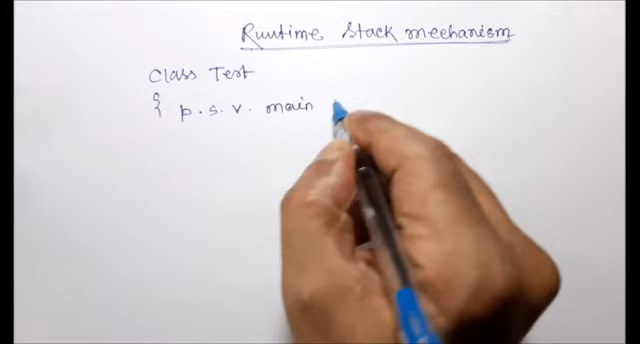 Runtime Stack mechanism
Class Test
{ p. s. v. main